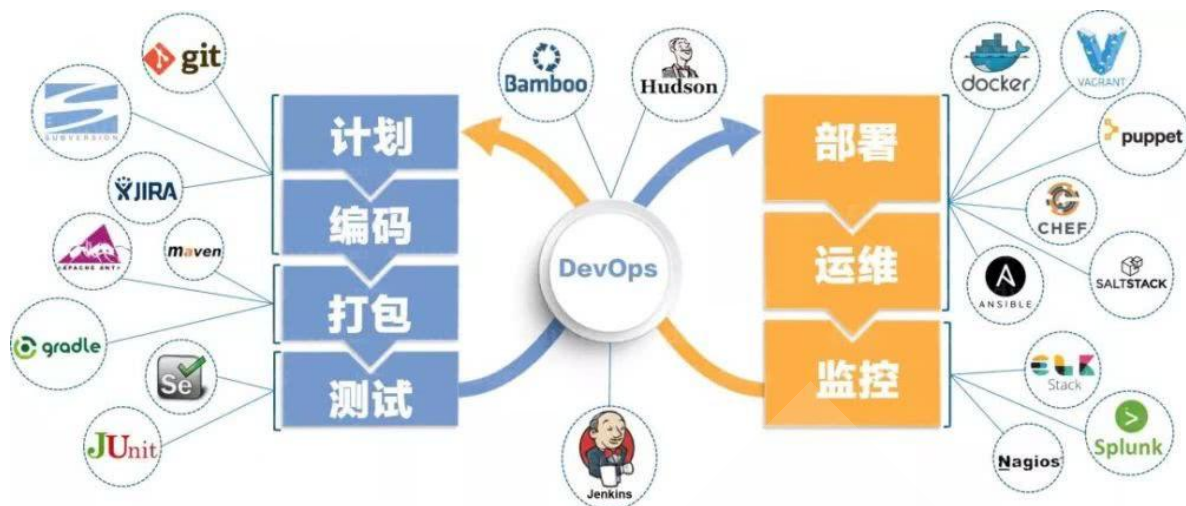 git
SUBVERSION
JIRA
APACHE ANT
maven
gradle
Se
JUnit
计划
编码
打包
测试
Bamboo
Hudson
DevOps
Jenkins
部署
运维
监控
docker
VAGRANT
puppet
CHEF
ANSIBLE
SALTSTACK
ELK
Stack
Splunk
Nagios